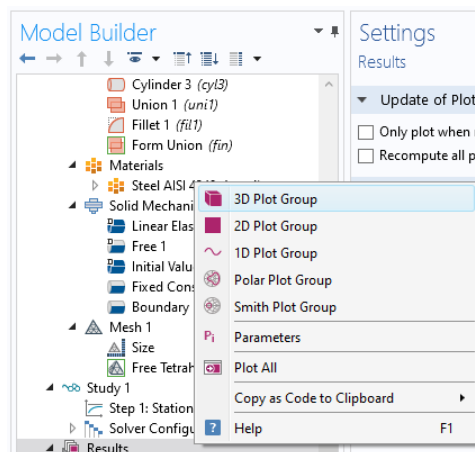 Model Builder
Settings
Results
Cylinder 3 (cyl3)
Union 1 (uni1)
Fillet 1 (fil1)
Form Union (fin)
Materials
Steel AISI
Solid Mechani
Linear Elas
Free 1
Initial Valu
Fixed Cons
Boundary
Mesh 1
Size
Free Tetrah
Study 1
Step 1: Station
Solver Configu
Results
Update of Plot
Only plot when
Recompute all p
3D Plot Group
2D Plot Group
1D Plot Group
Polar Plot Group
Smith Plot Group
Pi Parameters
Plot All
Copy as Code to Clipboard
? Help F1